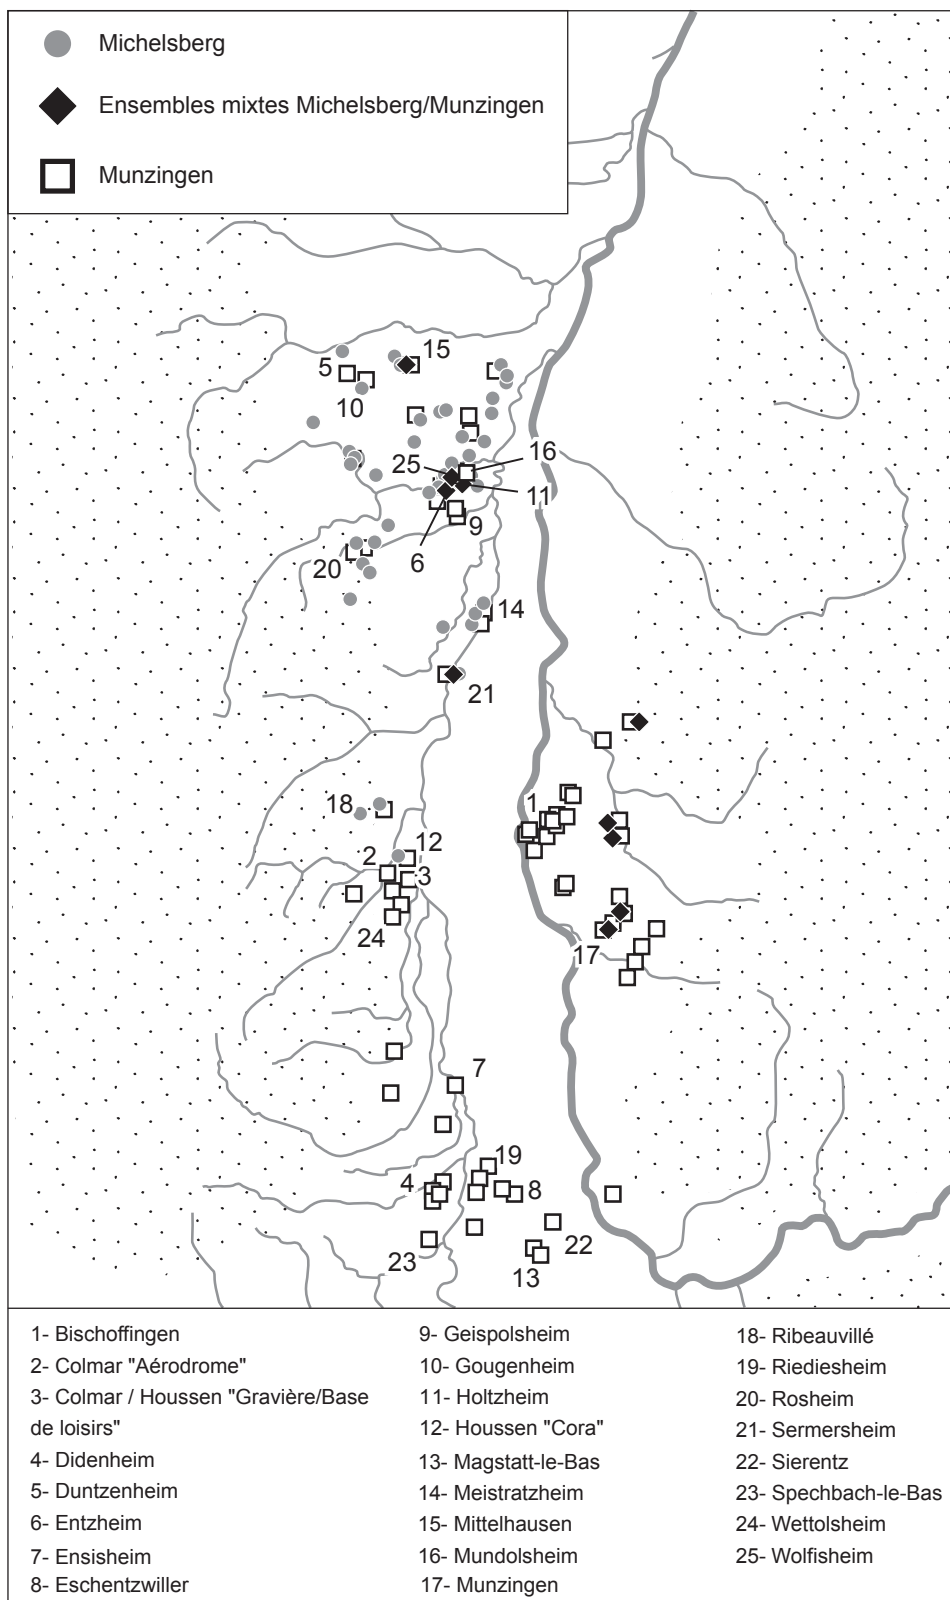 Michelsberg
Ensembles mixtes Michelsberg/Munzingen
Munzingen
15
5
10
16
25
11
9
6
20
14
21
1
18
12
2
3
24
17
7
19
4
8
22
23
13
1- Bischoffingen
2- Colmar "Aérodrome"
3- Colmar / Houssen "Gravière/Base
de loisirs"
4- Didenheim
5- Duntzenheim
6- Entzheim
7- Ensisheim
8- Eschentzwiller
9- Geispolsheim
10- Gougenheim
11- Holtzheim
12- Houssen "Cora"
13- Magstatt-le-Bas
14- Meistratzheim
15- Mittelhausen
16- Mundolsheim
17- Munzingen
18- Ribeauvillé
19- Riediesheim
20- Rosheim
21- Sermersheim
22- Sierentz
23- Spechbach-le-Bas
24- Wettolsheim
25- Wolfisheim